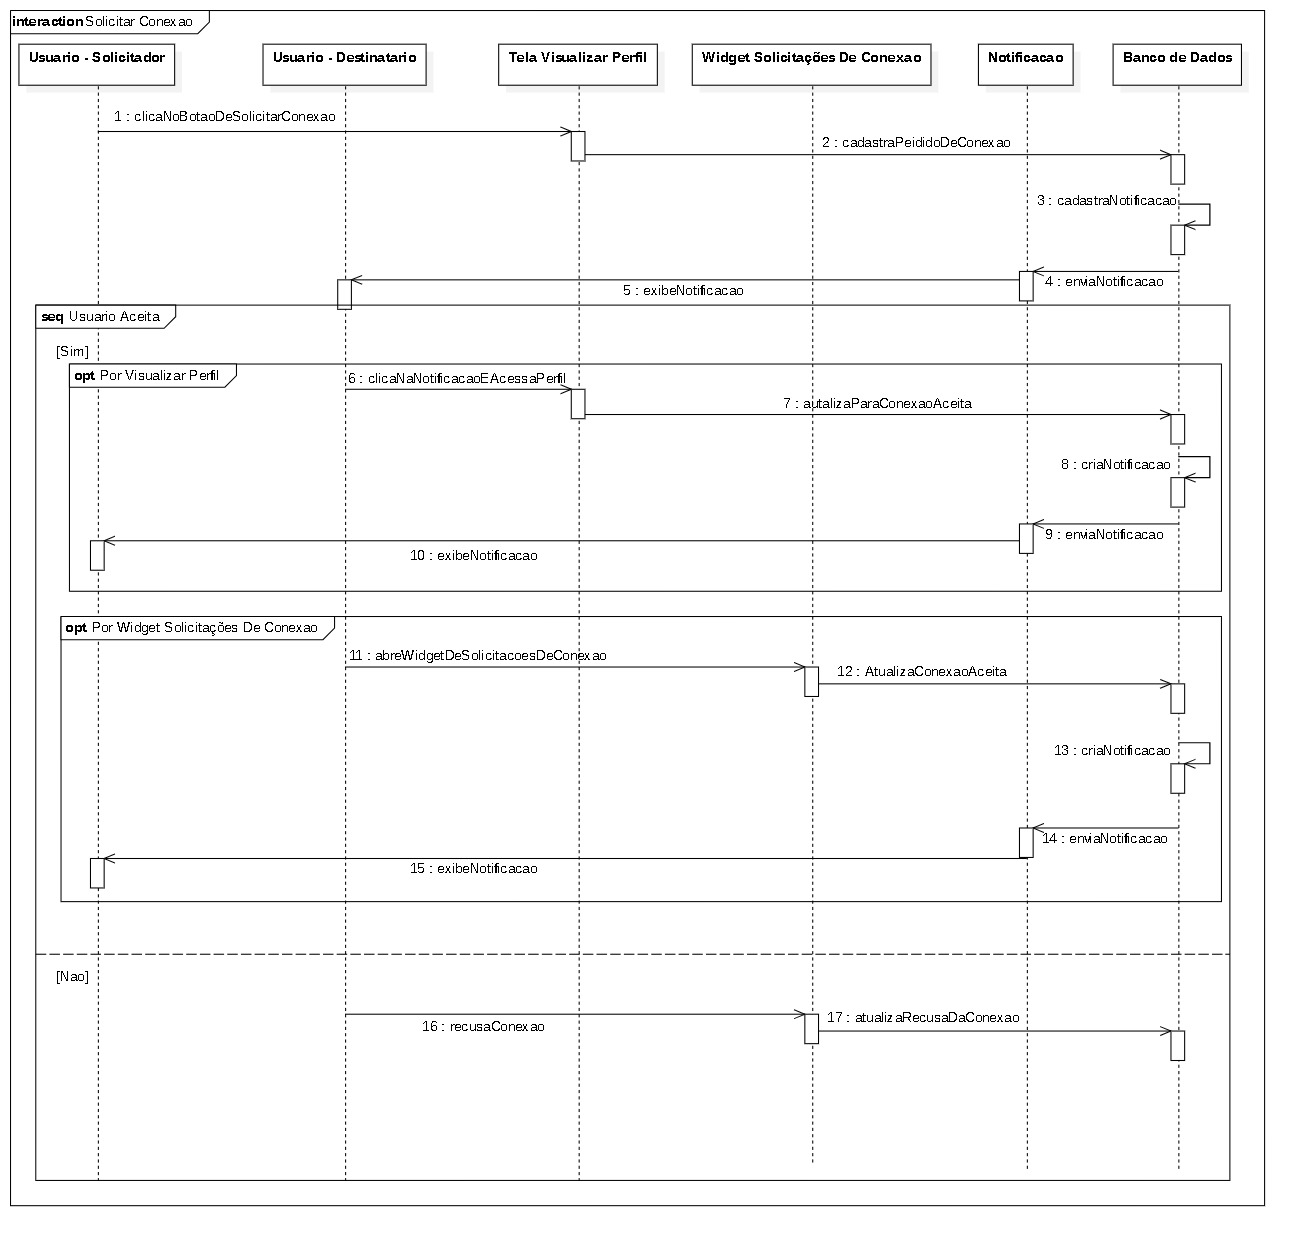 interaction Solicitar Conexao
Usuario - Solicitador
Usuario - Destinatario
Tela Visualizar Perfil
Widget Solicitações De Conexao
Notificacao
Banco de Dados
1 : clicaNoBotaoDeSolicitarConexao
2 : cadastraPeididoDeConexao
3 : cadastraNotificacao
4 : enviaNotificacao
5 : exibeNotificacao
seq Usuario Aceita
[Sim]
opt Por Visualizar Perfil
6 : clicaNaNotificacaoEAcessaPerfil
7 : autalizaParaConexaoAceita
8 : criaNotificacao
9 : enviaNotificacao
10 : exibeNotificacao
opt Por Widget Solicitações De Conexao
11 : abreWidgetDeSolicitacoesDeConexao
12 : AtualizaConexaoAceita
13 : criaNotificacao
14 : enviaNotificacao
15 : exibeNotificacao
[Nao]
16 : recusaConexao
17 : atualizaRecusaDaConexao